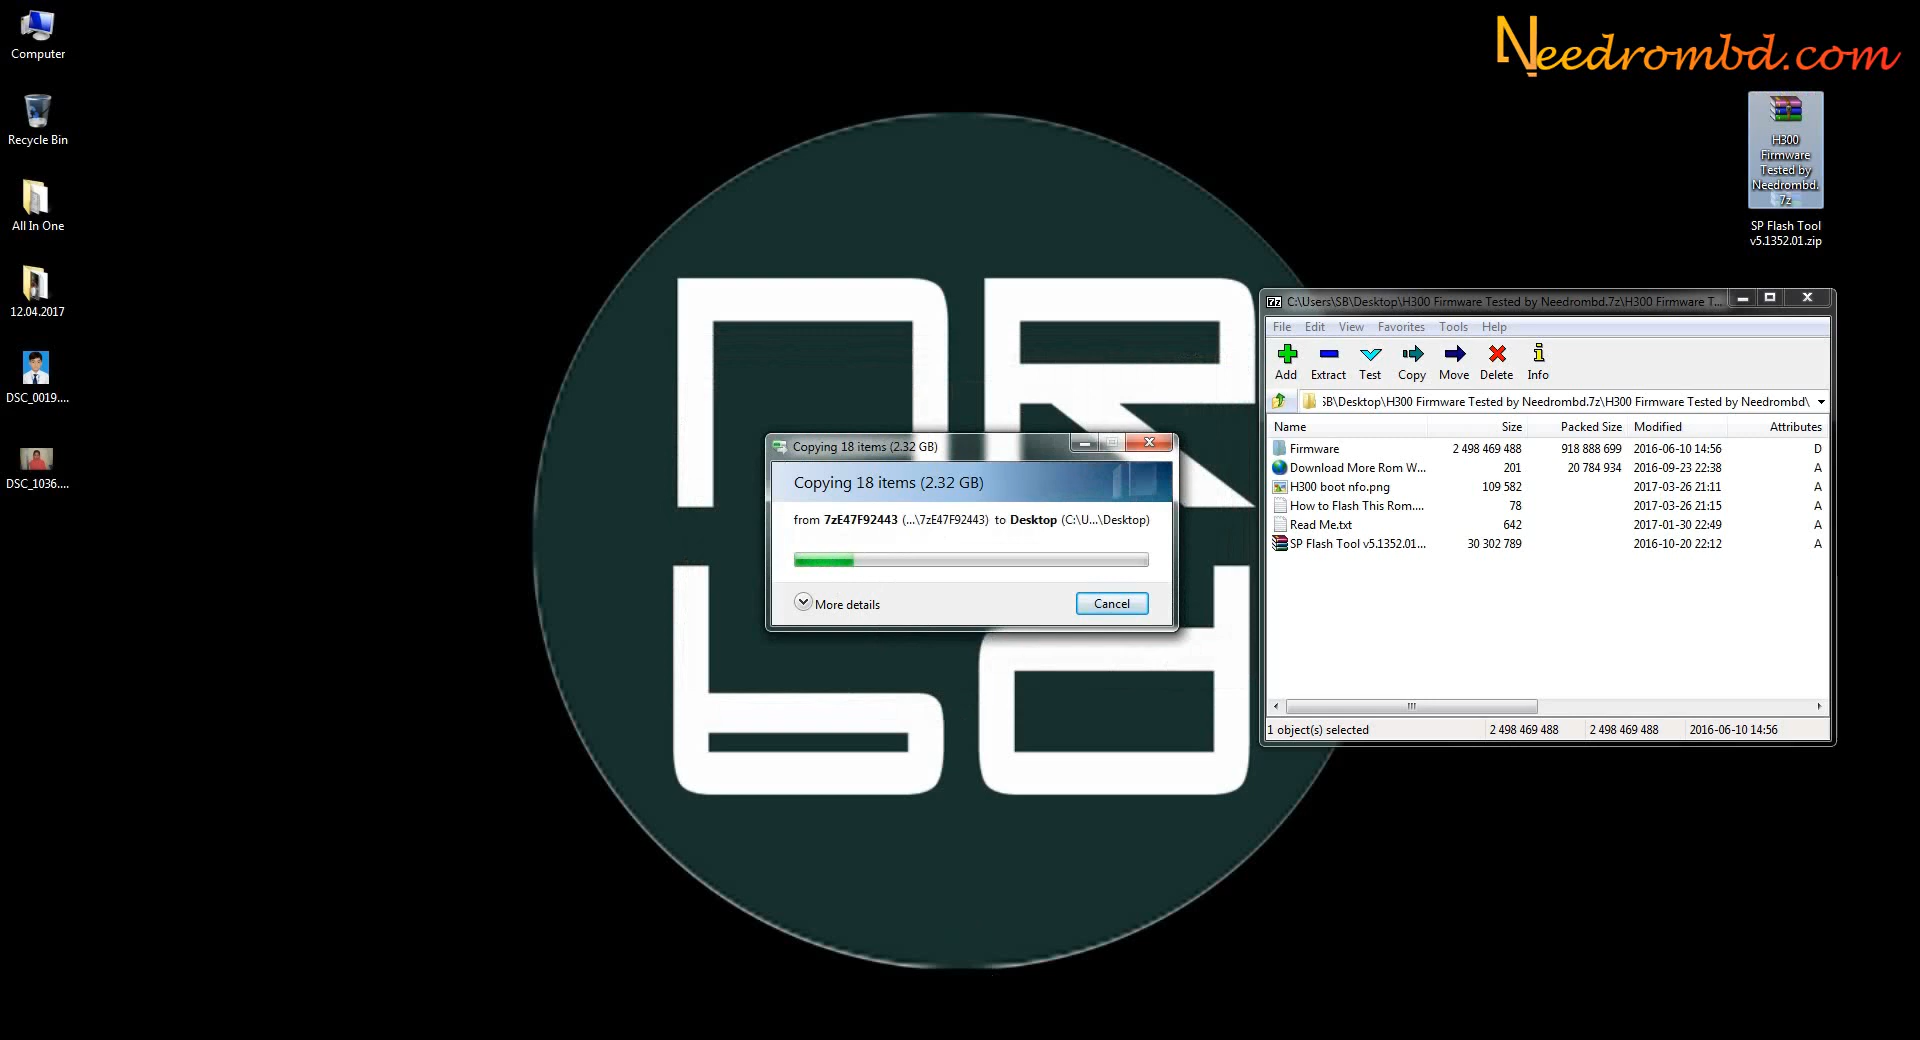 Computer
Recycle Bin
All In One
12.04.2017
DSC_0019....
DSC_1036....
Needrombd.com
H300
Firmware
Tested by
Needrombd.
7z
SP Flash Tool
v5.1352.01.zip
Copying 18 items (2.32 GB)
Copying 18 items (2.32 GB)
from 7zE47F92443 (...\7zE47F92443) to Desktop (C:\U...\Desktop)
More details
Cancel
C:\Users\SB\Desktop\H300 Firmware Tested by Needrombd.7z\H300 Firmware T...
File Edit View Favorites Tools Help
Add Extract Test Copy Move Delete Info
SB\Desktop\H300 Firmware Tested by Needrombd.7z\H300 Firmware Tested by Needrombd\
Name Size Packed Size Modified Attributes
Firmware 2 498 469 488 918 888 699 2016-06-10 14:56 D
Download More Rom W... 201 20 784 934 2016-09-23 22:38 A
H300 boot nfo.png 109 582 2017-03-26 21:11 A
How to Flash This Rom.... 78 2017-03-26 21:15 A
Read Me.txt 642 2017-01-30 22:49 A
SP Flash Tool v5.1352.01... 30 302 789 2016-10-20 22:12 A
1 object(s) selected 2 498 469 488 2 498 469 488 2016-06-10 14:56